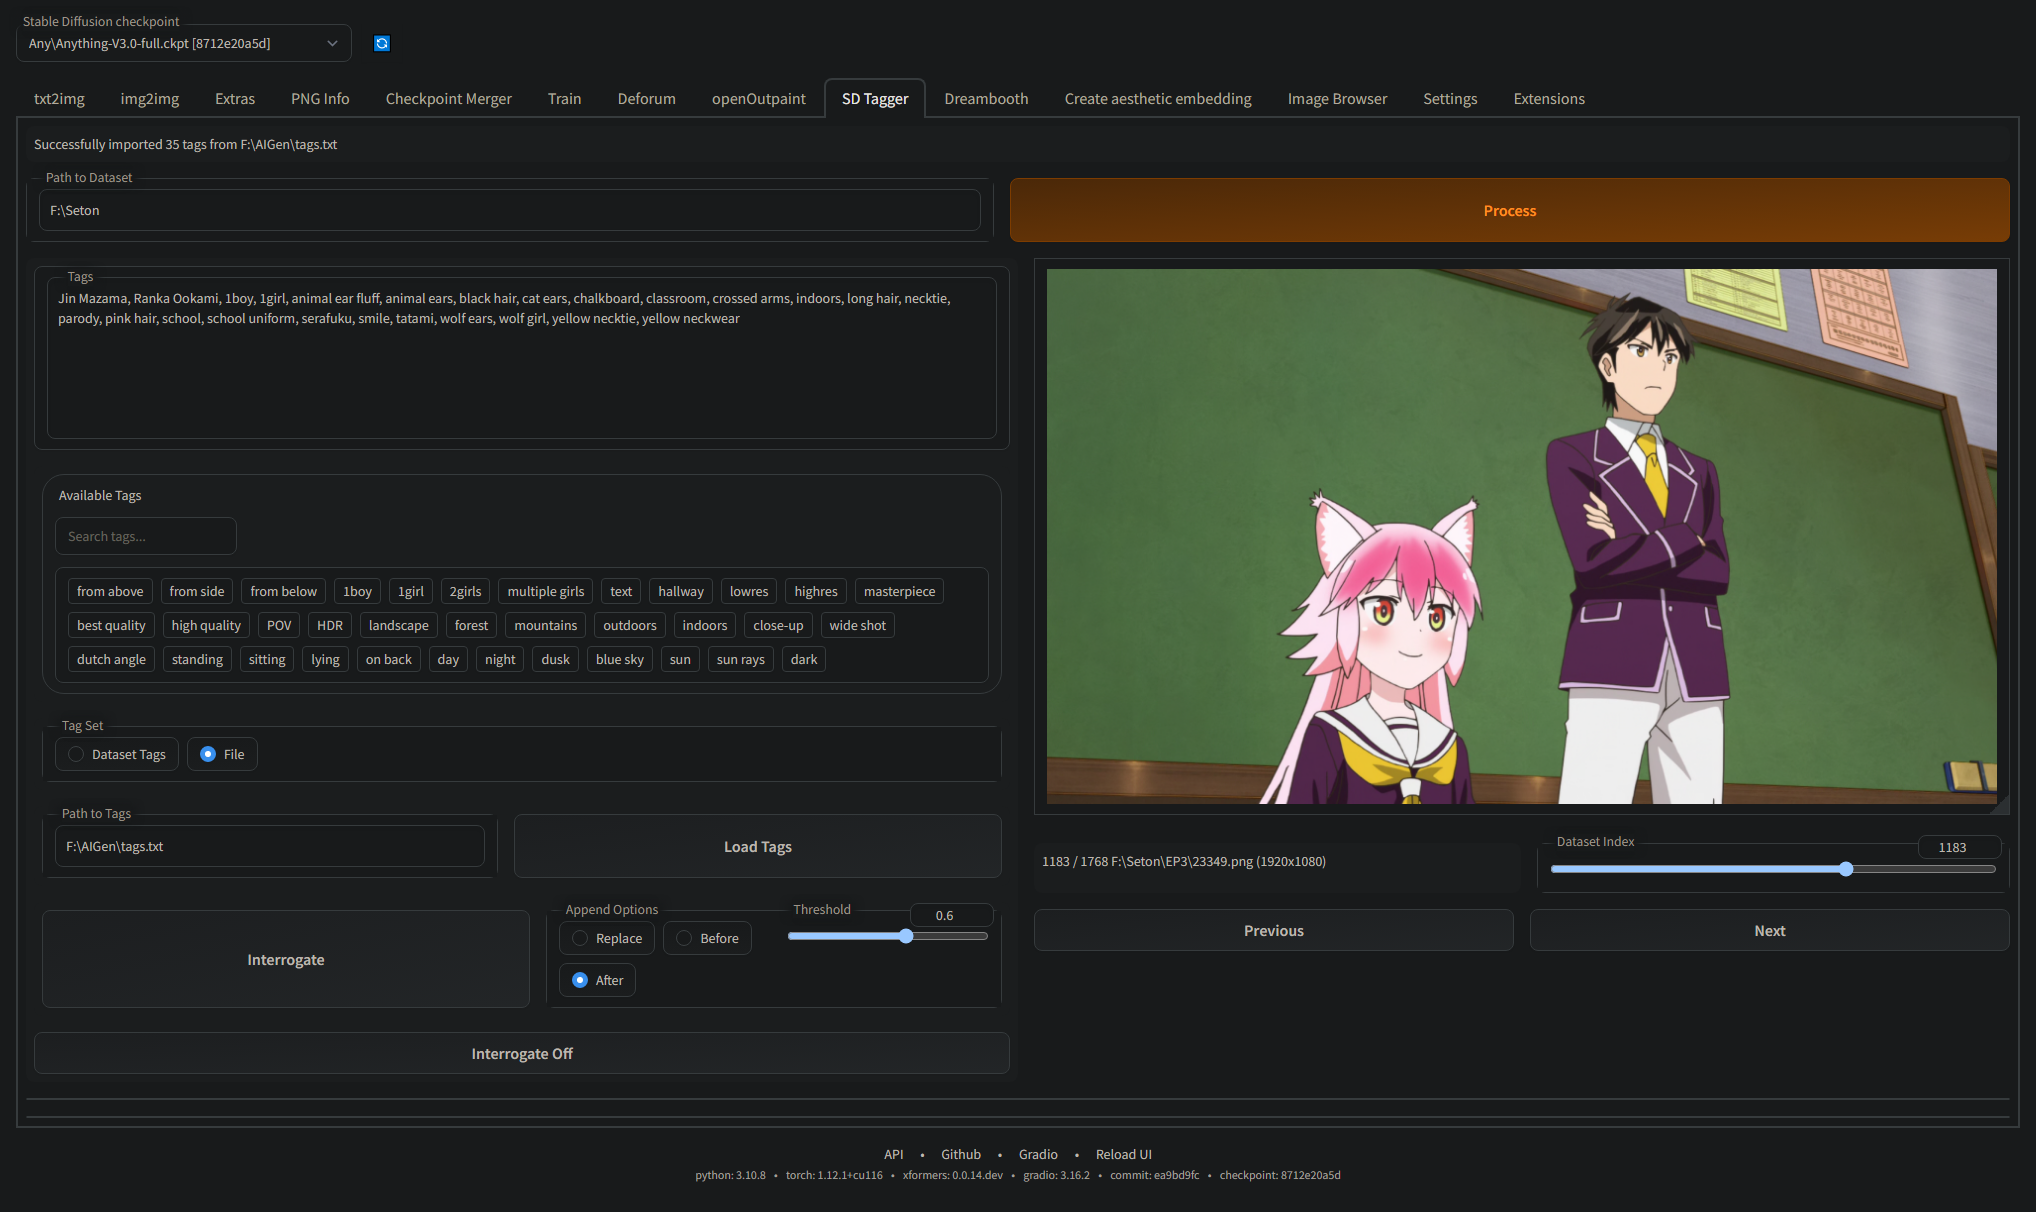 Stable Diffusion checkpoint
Any\Anything-V3.0-full.ckpt [8712e20a5d]
txt2img img2img Extras PNG Info Checkpoint Merger Train Deforum openOutpaint SD Tagger Dreambooth Create aesthetic embedding Image Browser Settings Extensions
Successfully imported 35 tags from F:\AIGen\tags.txt
Path to Dataset
F:\Seton
Process
Tags
Jin Mazama, Ranka Ookami, 1boy, 1girl, animal ear fluff, animal ears, black hair, cat ears, chalkboard, classroom, crossed arms, indoors, long hair, necktie,
parody, pink hair, school, school uniform, serafuku, smile, tatami, wolf ears, wolf girl, yellow necktie, yellow neckwear
Available Tags
Search tags...
from above from side from below 1boy 1girl 2girls multiple girls text hallway lowres highres masterpiece
best quality high quality POV HDR landscape forest mountains outdoors indoors close-up wide shot
dutch angle standing sitting lying on back day night dusk blue sky sun sun rays dark
Tag Set
Dataset Tags File
Path to Tags
F:\AIGen\tags.txt
Load Tags
1183 / 1768 F:\Seton\EP3\23349.png (1920x1080)
Dataset Index
1183
Interrogate
Append Options
Replace Before
After
Threshold
0.6
Previous
Next
Interrogate Off
API • Github • Gradio • Reload UI
python: 3.10.8 • torch: 1.12.1+cu116 • xformers: 0.0.14.dev • gradio: 3.16.2 • commit: ea9bd9fc • checkpoint: 8712e20a5d